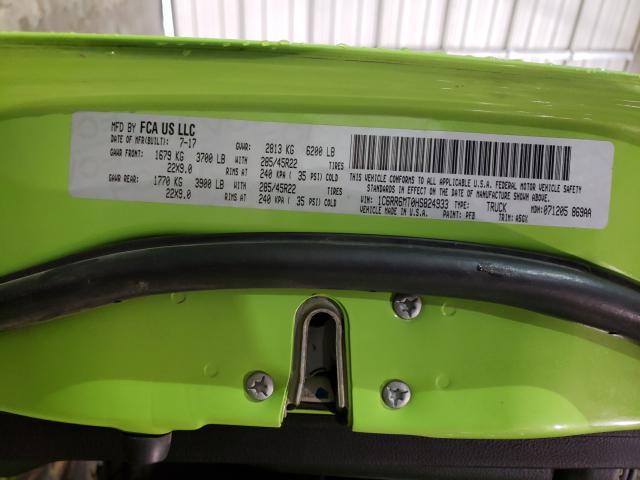 MFD BY FCA US LLC
DATE OF MFR(BUILT): 7-17 GVWR: 2813 KG 6200 LB
GAWR FRONT: 1679 KG 3700 LB WITH 285/45R22 TIRES
22X9.0 RIMS AT 240 KPA ( 35 PSI) COLD
GAWR REAR: 1770 KG 3900 LB WITH 285/45R22 TIRES
22X9.0 RIMS AT 240 KPA ( 35 PSI) COLD
THIS VEHICLE CONFORMS TO ALL APPLICABLE U.S.A. FEDERAL MOTOR VEHICLE SAFETY
STANDARDS IN EFFECT ON THE DATE OF MANUFACTURE SHOWN ABOVE.
VIN: 1C6RR6MT0HS824933 TYPE: TRUCK MDH: 071205 869AA
VEHICLE MADE IN U.S.A. PAINT: PFB TRIM: A5GX